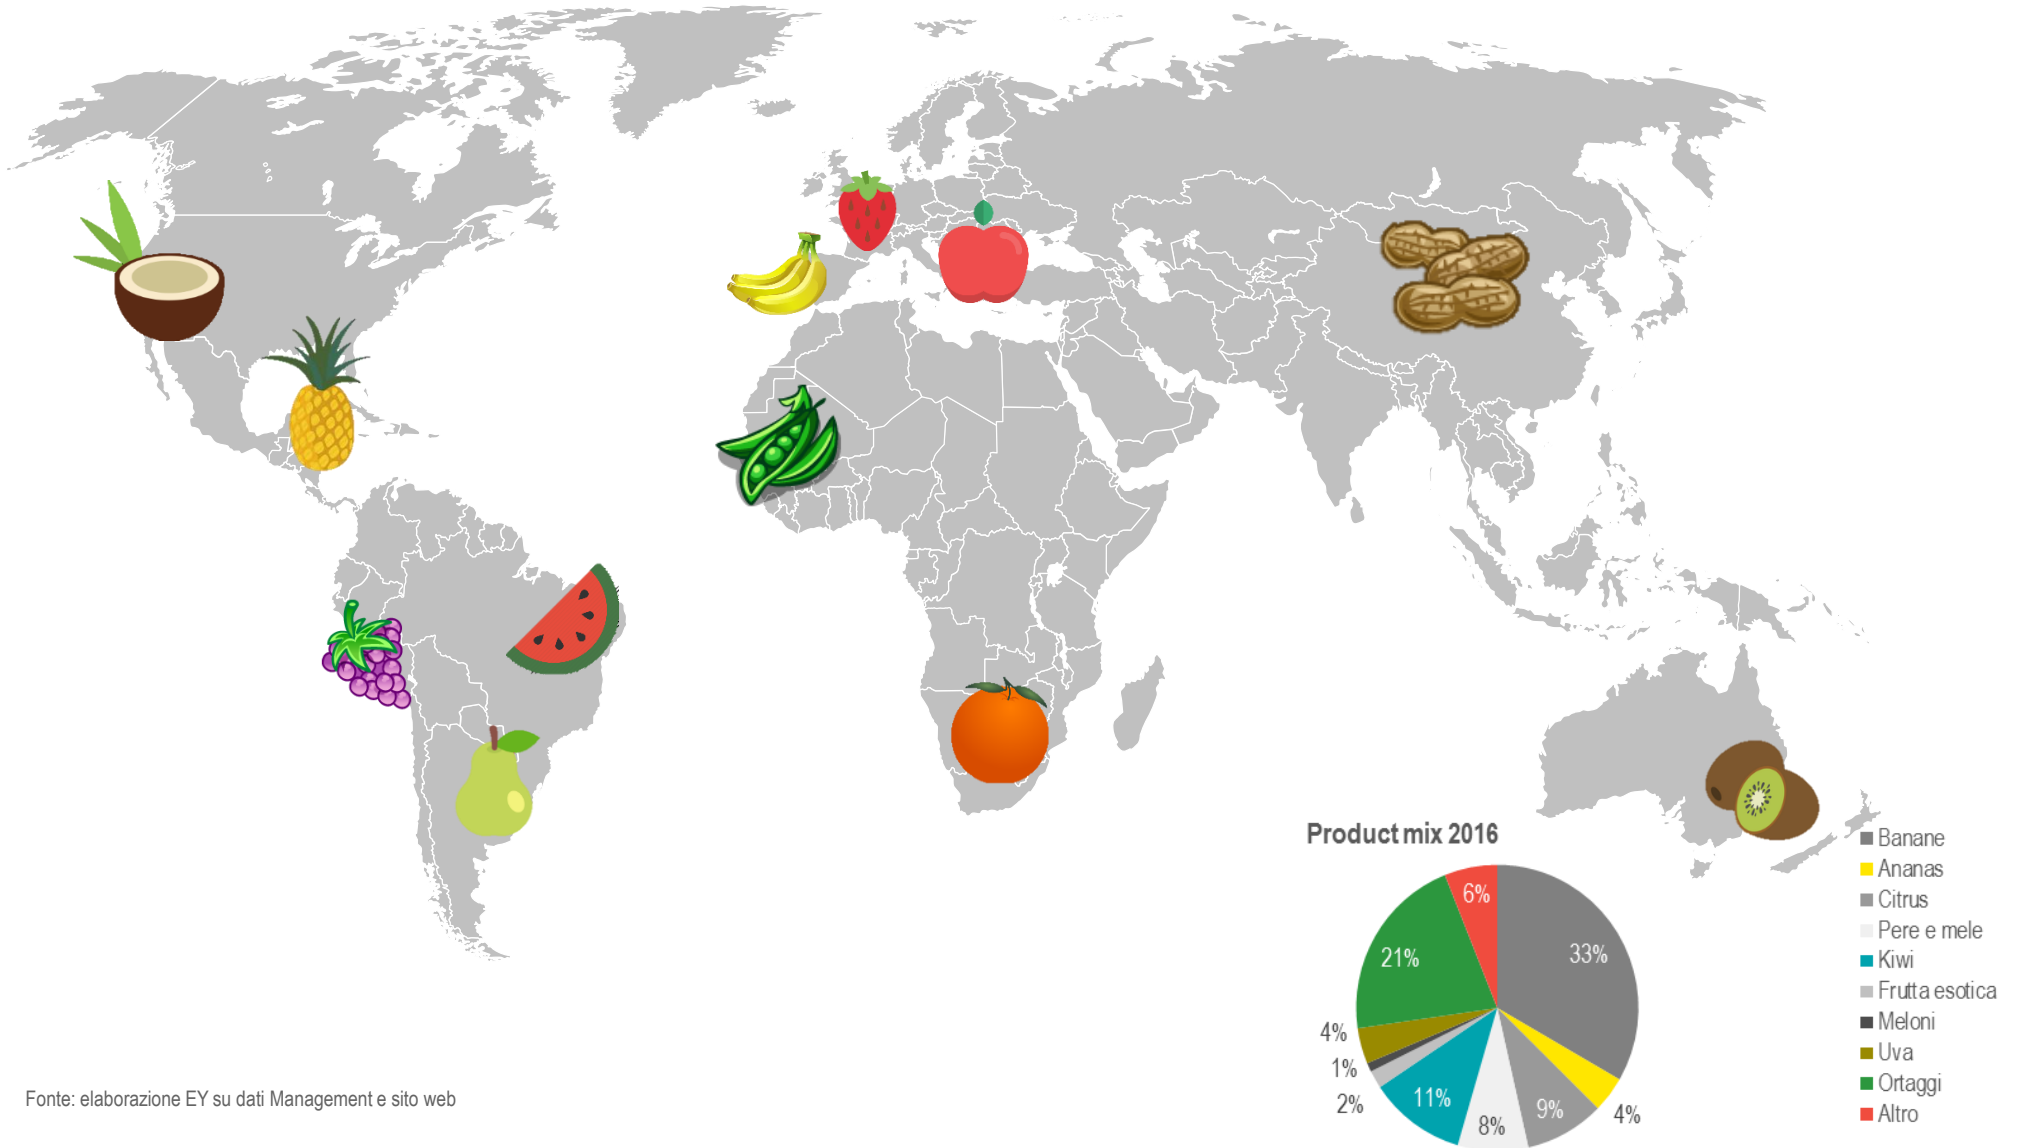 Product mix 2016
Banane
Ananas
Citrus
Pere e mele
Kiwi
Frutta esotica
Meloni
Uva
Ortaggi
Altro
6%
33%
21%
4%
1%
2%
11%
8%
9%
4%
Fonte: elaborazione EY su dati Management e sito web